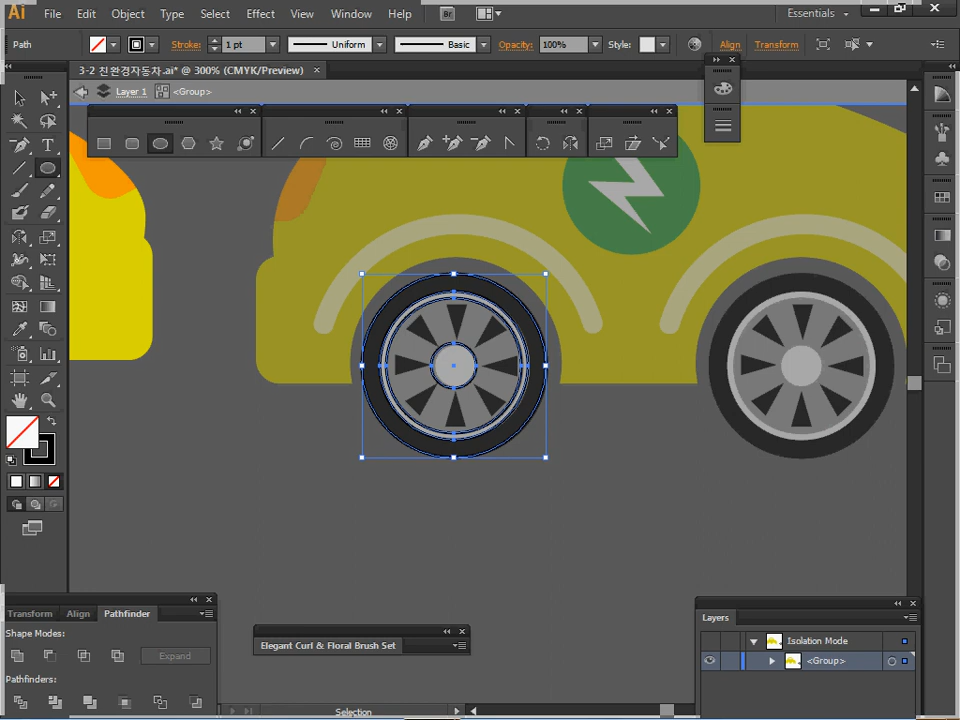 Ai File Edit Object Type Select Effect View Window Help Br Essentials
Path Stroke: 1 pt Uniform Basic Opacity: 100% Style: Align Transform
3-2 친환경자동차.ai* @ 300% (CMYK/Preview)
Layer 1 <Group>
T
Transform Align Pathfinder
Shape Modes:
Expand
Pathfinders:
Elegant Curl & Floral Brush Set
Layers
Isolation Mode
<Group>
Selection